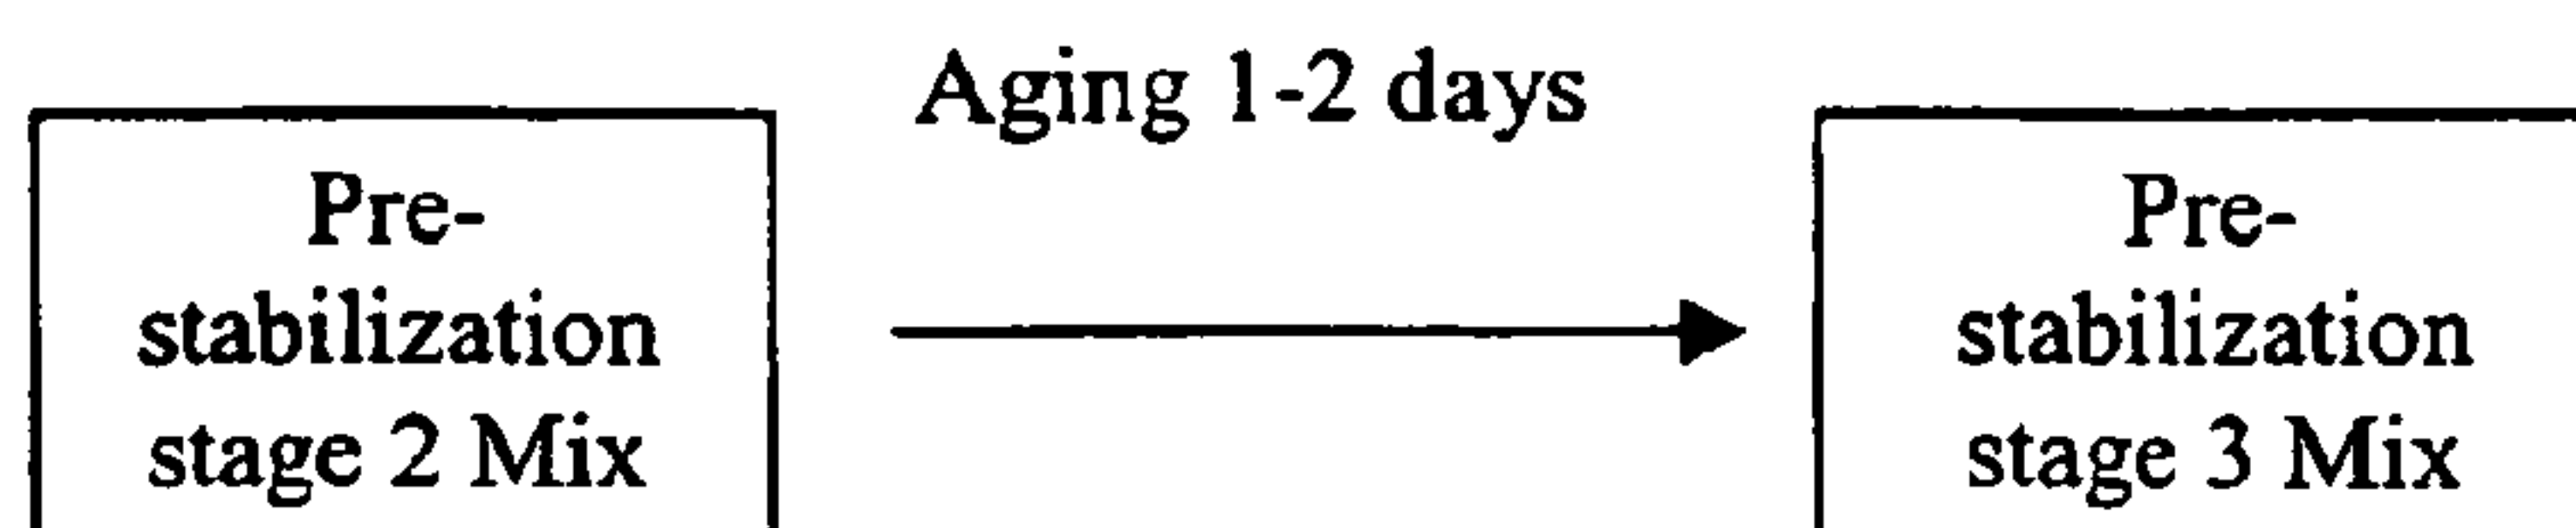 Aging 1-2 days
Pre-
stabilization
stage 2 Mix
Pre-
stabilization
stage 3 Mix